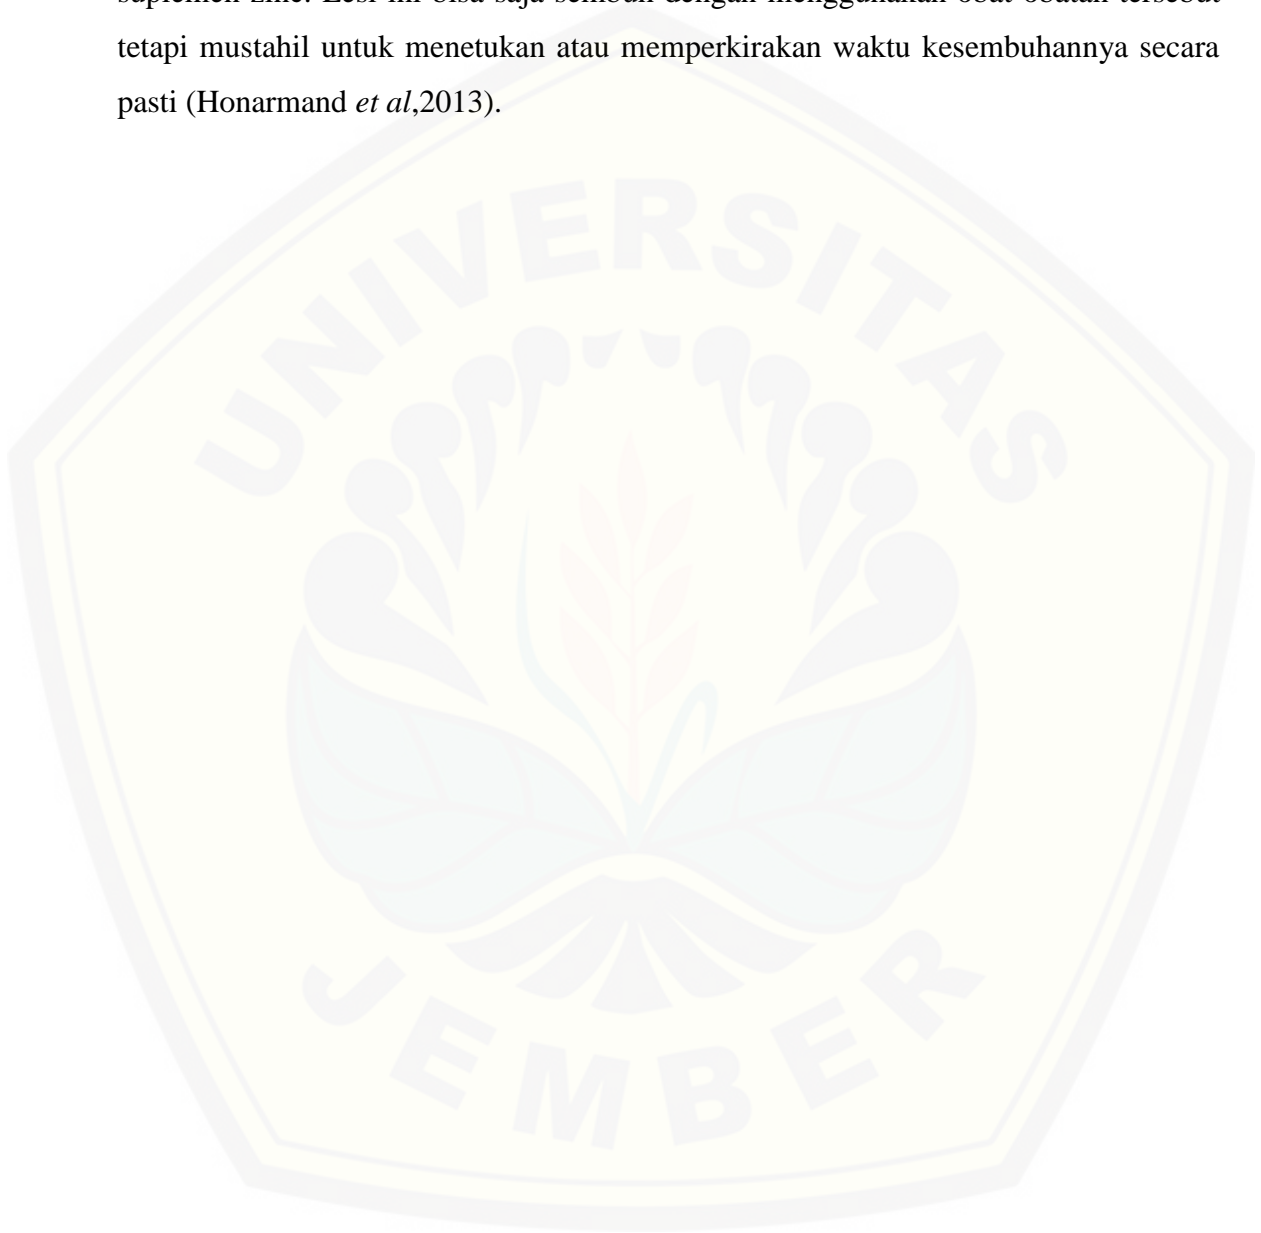 suplemen zinc. Lesi ini bisa saja sembuh dengan menggunakan obat-obatan tersebut
tetapi mustahil untuk menetukan atau memperkirakan waktu kesembuhannya secara
pasti (Honarmand et al,2013).
UNIVERSITAS
JEMBER